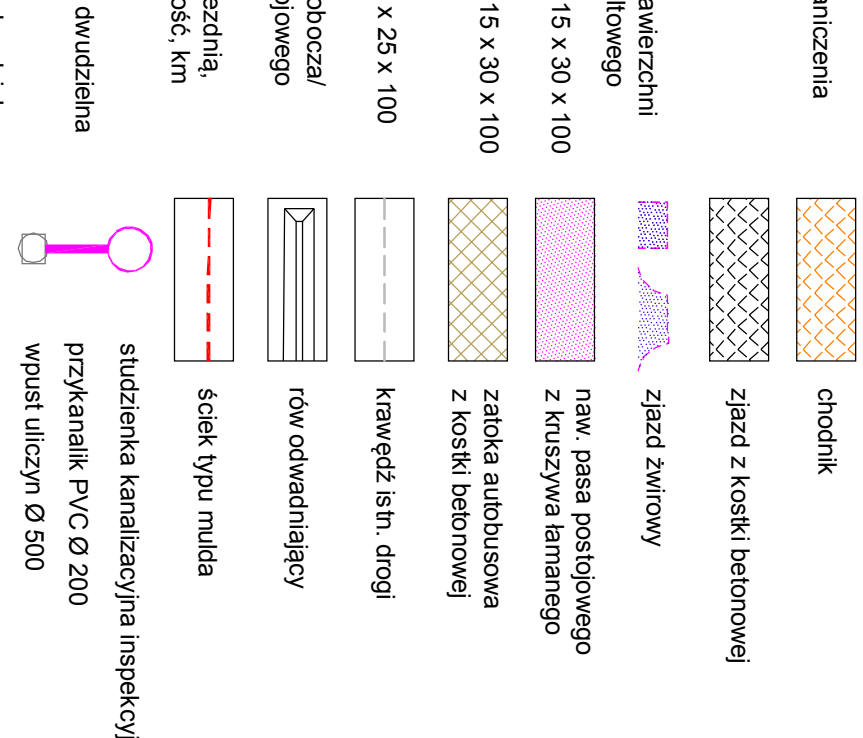 aniczenia
awierzchni
ltowego
15 x 30 x 100
15 x 30 x 100
x 25 x 100
obocza/
ojowego
ezdnią,
ość, km
dwudzielna
chodnik
zjazd z kostki betonowej
zjazd żwirowy
naw. pasa postojowego
z kruszywa łamanego
zatoka autobusowa
z kostki betonowej
krawędź istn. drogi
rów odwadniający
ściek typu mulda
studzienka kanalizacyjna inspekcyj
przykanalik PVC Ø 200
wpust uliczyn Ø 500